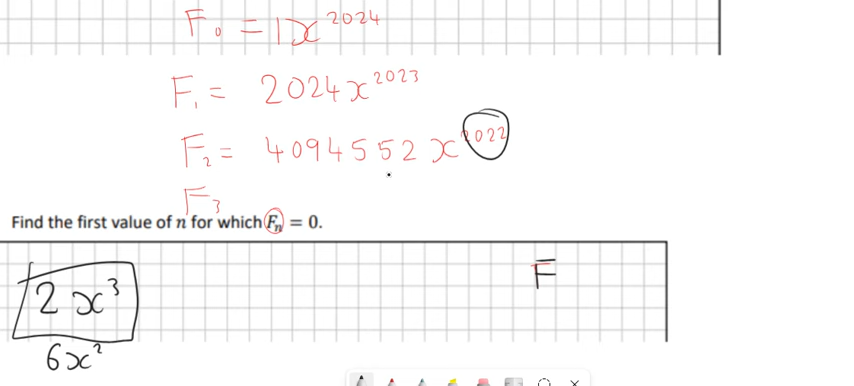 F₀ = 1x²⁰²⁴
F₁ = 2024x²⁰²³
F₂ = 4094552x²⁰²²
F₃
Find the first value of n for which Fₙ = 0.
2x³
F
6x²